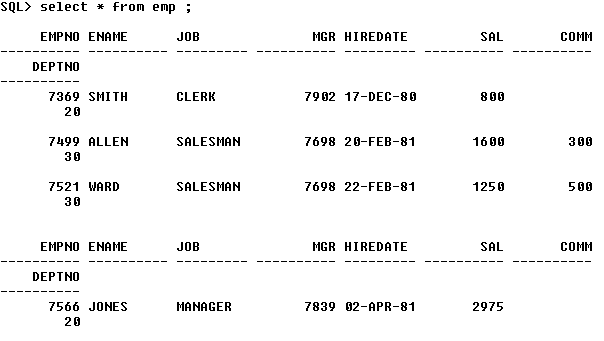 SQL> select * from emp ;
EMPNO ENAME JOB MGR HIREDATE SAL COMM
---------- ---------- --------- ---------- --------- ---------- ----------
DEPTNO
----------
7369 SMITH CLERK 7902 17-DEC-80 800
20
7499 ALLEN SALESMAN 7698 20-FEB-81 1600 300
30
7521 WARD SALESMAN 7698 22-FEB-81 1250 500
30
EMPNO ENAME JOB MGR HIREDATE SAL COMM
---------- ---------- --------- ---------- --------- ---------- ----------
DEPTNO
----------
7566 JONES MANAGER 7839 02-APR-81 2975
20